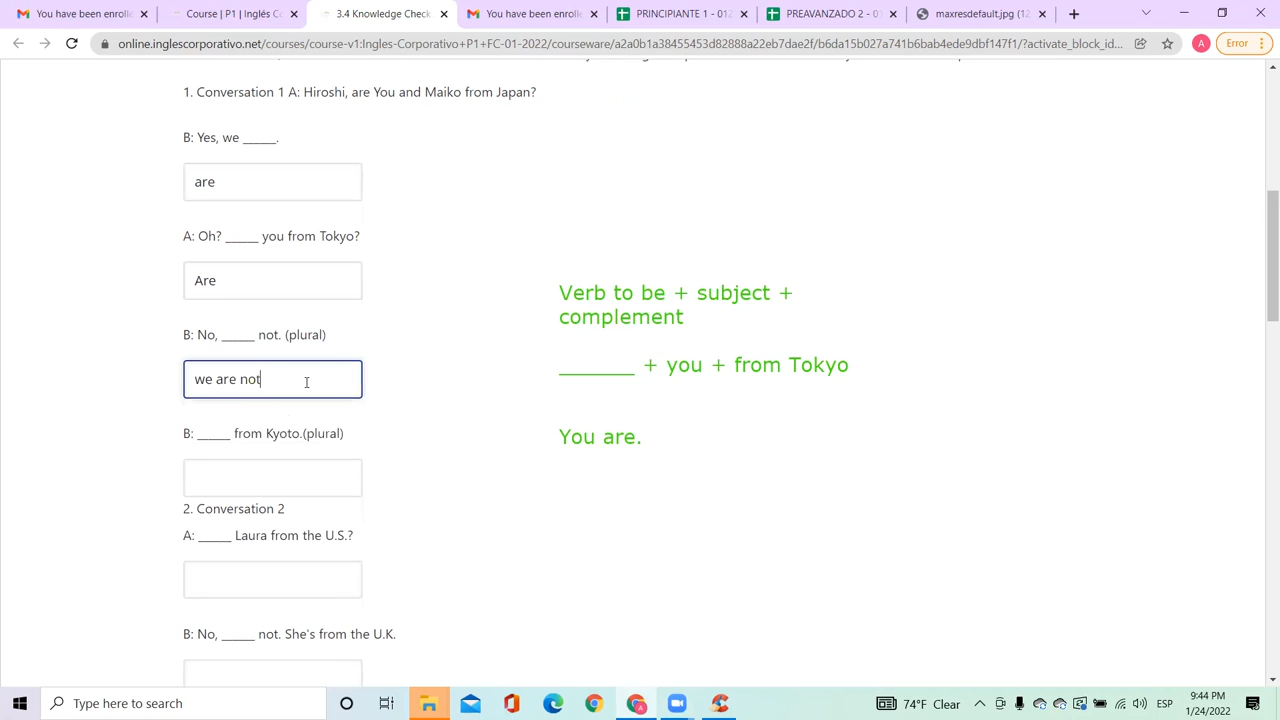 You have been enrolle
Course | P1 | Inglés Co
3.4 Knowledge Check
You have been enrolle
PRINCIPIANTE 1 - 012
PREAVANZADO 2 - 01
maxresdefault.jpg (12
online.inglescorporativo.net/courses/course-v1:Ingles-Corporativo+P1+FC-01-2022/courseware/a2a0b1a38455453d82888a22eb7dae2f/b6da15b027a741b6bab4ede9dbf147f1/?activate_block_id...
A
Error
1. Conversation 1 A: Hiroshi, are You and Maiko from Japan?
B: Yes, we _____.
are
A: Oh? _____ you from Tokyo?
Are
B: No, _____ not. (plural)
we are not
B: _____ from Kyoto.(plural)
2. Conversation 2
A: _____ Laura from the U.S.?
B: No, _____ not. She's from the U.K.
Verb to be + subject +
complement
_______ + you + from Tokyo
You are.
Type here to search
74°F Clear
ESP
9:44 PM
1/24/2022